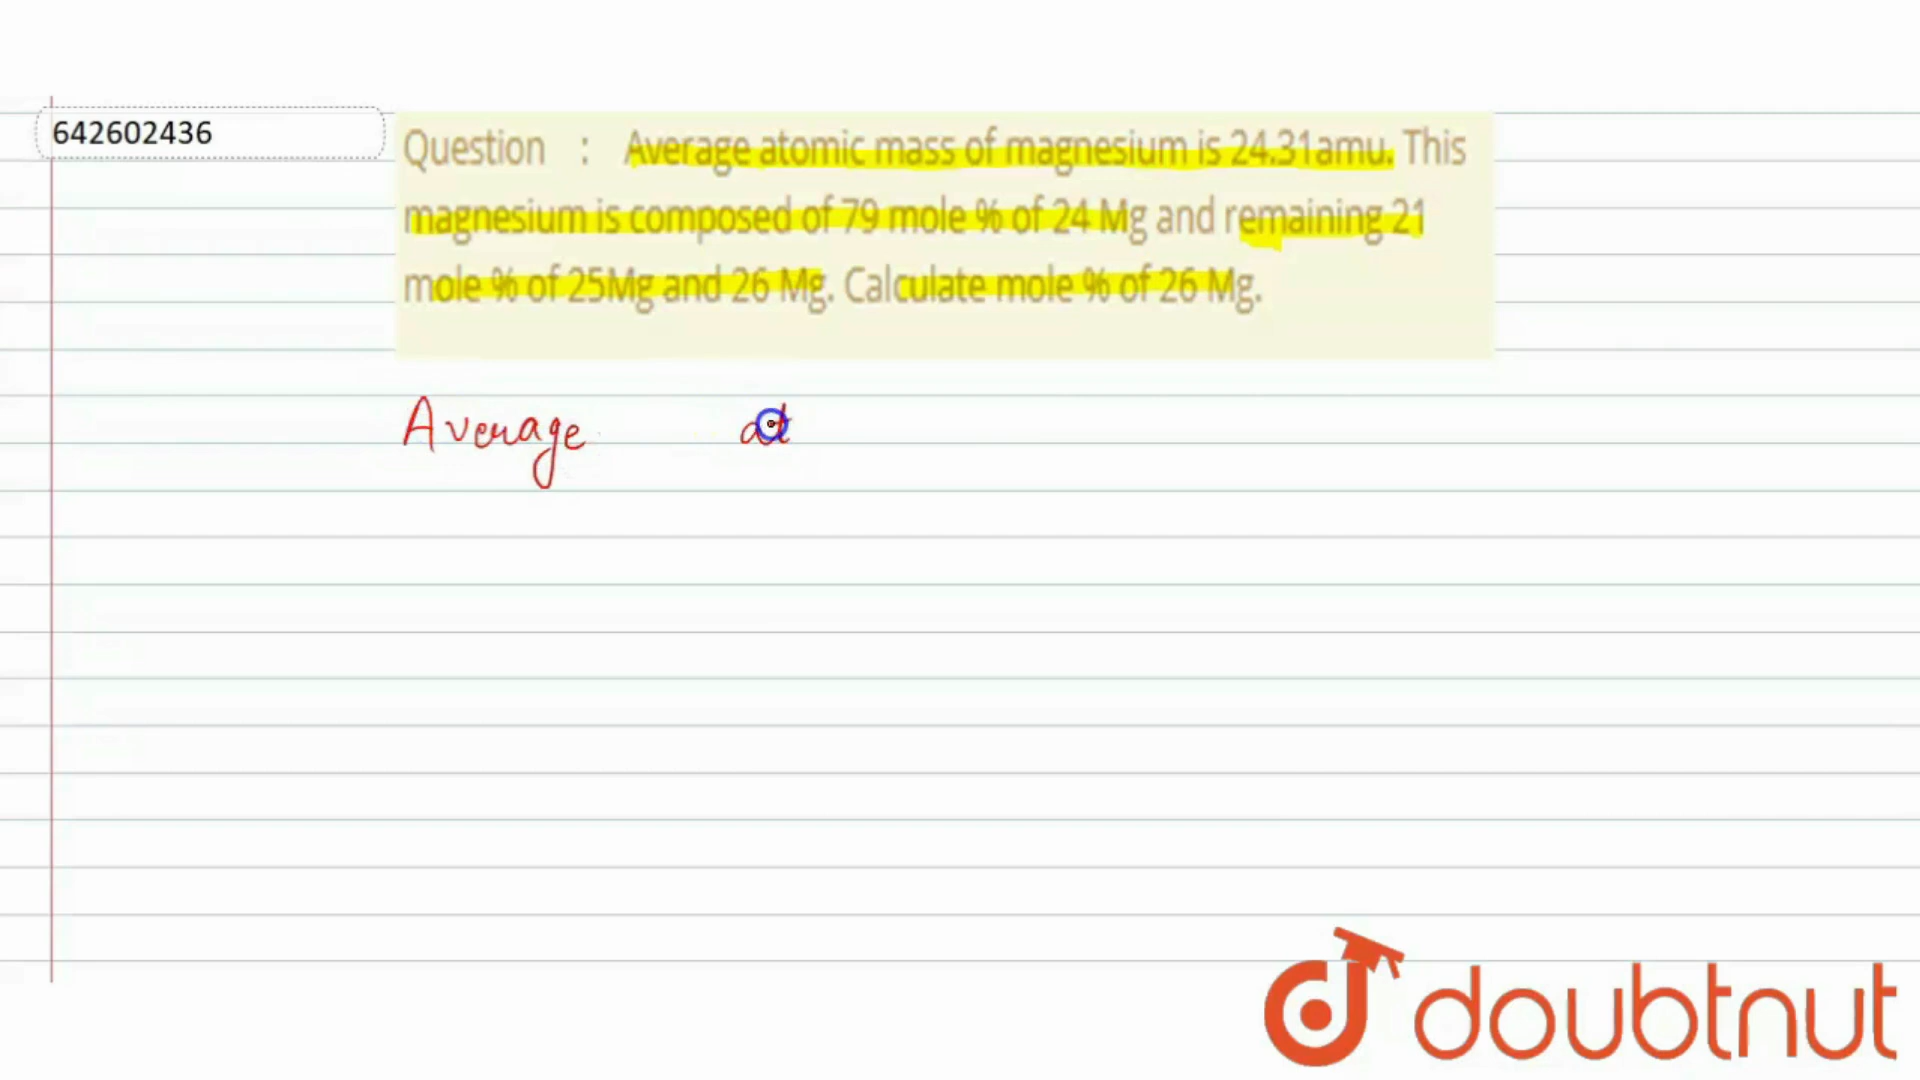 642602436
Question : Average atomic mass of magnesium is 24.31amu. This
magnesium is composed of 79 mole % of 24 Mg and remaining 21
mole % of 25Mg and 26 Mg. Calculate mole % of 26 Mg.
Average at
doubtnut